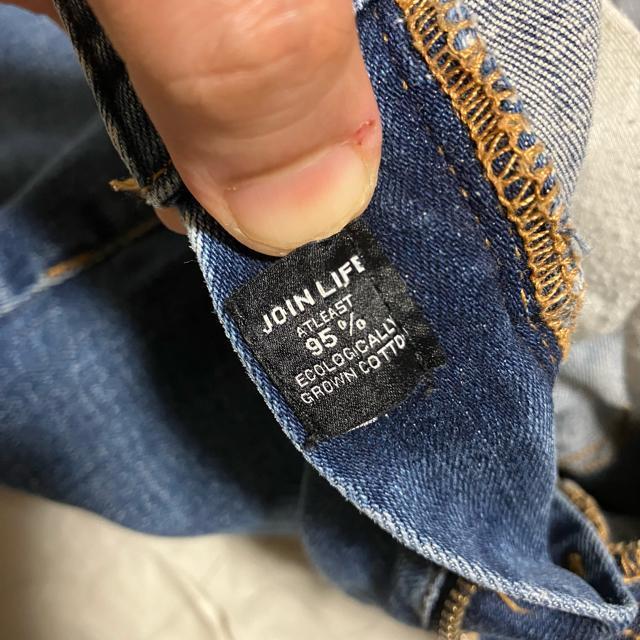 JOIN LIFE
ATLEAST
95%
ECOLOGICALLY
GROWN COTTO